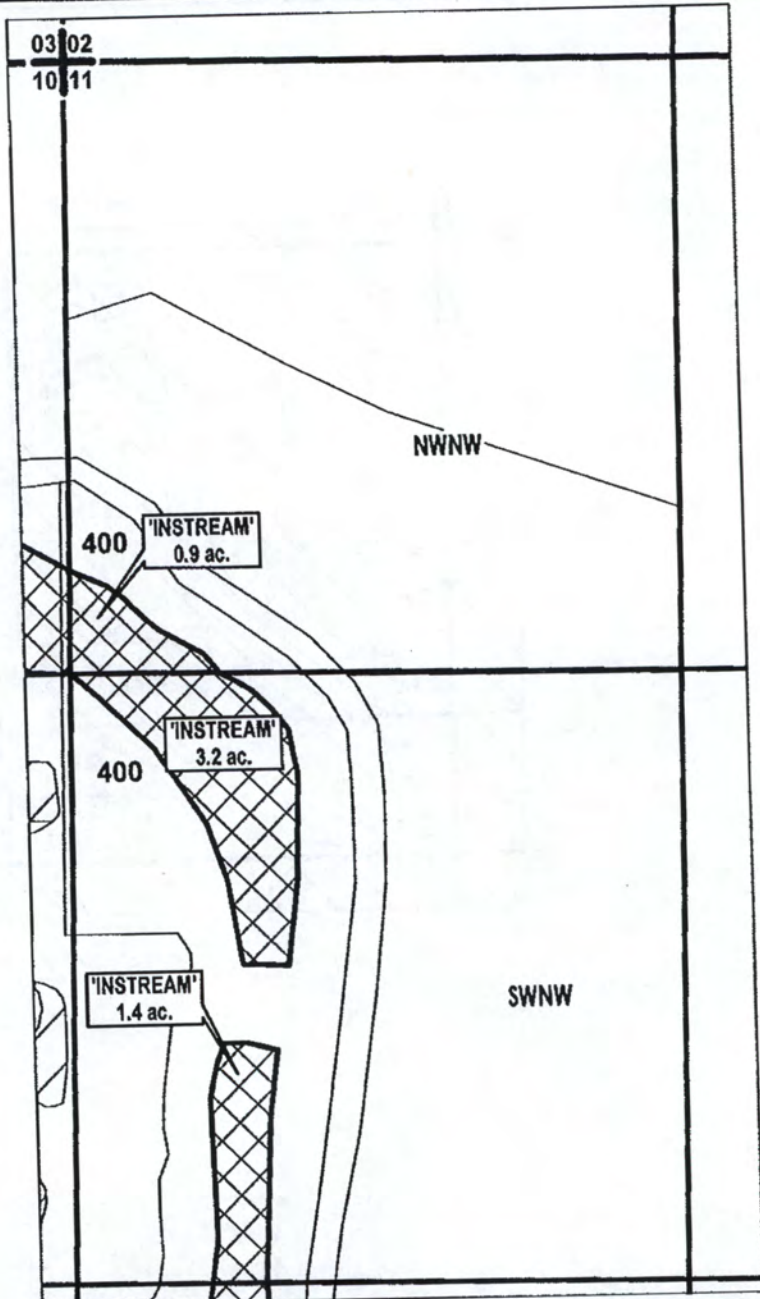 03 02
10 11
NWNW
400
'INSTREAM'
0.9 ac.
'INSTREAM'
3.2 ac.
400
'INSTREAM'
1.4 ac.
SWNW